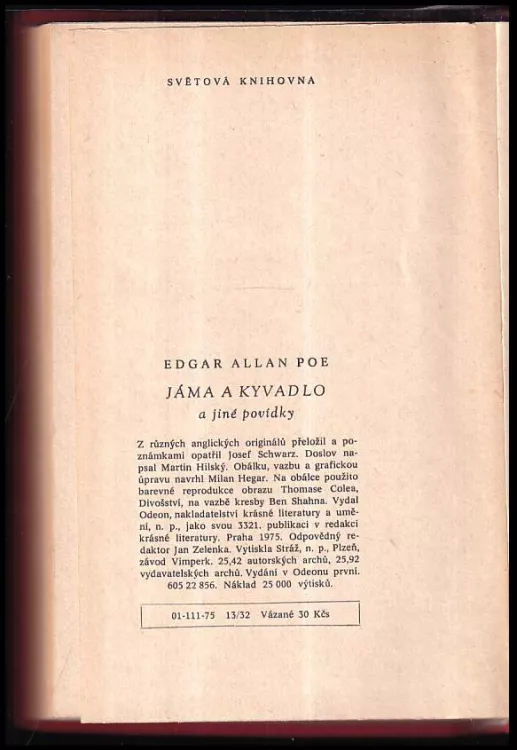 SVĚTOVÁ KNIHOVNA
EDGAR ALLAN POE
JÁMA A KYVADLO
a jiné povídky
Z různých anglických originálů přeložil a po-
známkami opatřil Josef Schwarz. Doslov na-
psal Martin Hilský. Obálku, vazbu a grafickou
úpravu navrhl Milan Hegar. Na obálce použito
barevné reprodukce obrazu Thomase Colea,
Divošství, na vazbě kresby Ben Shahna. Vydal
Odeon, nakladatelství krásné literatury a umě-
ní, n. p., jako svou 3321. publikaci v redakci
krásné literatury. Praha 1975. Odpovědný re-
daktor Jan Zelenka. Vytiskla Stráž, n. p., Plzeň,
závod Vimperk. 25,42 autorských archů, 25,92
vydavatelských archů. Vydání v Odeonu první.
605 22 856. Náklad 25 000 výtisků.
01-111-75 13/32 Vázané 30 Kčs